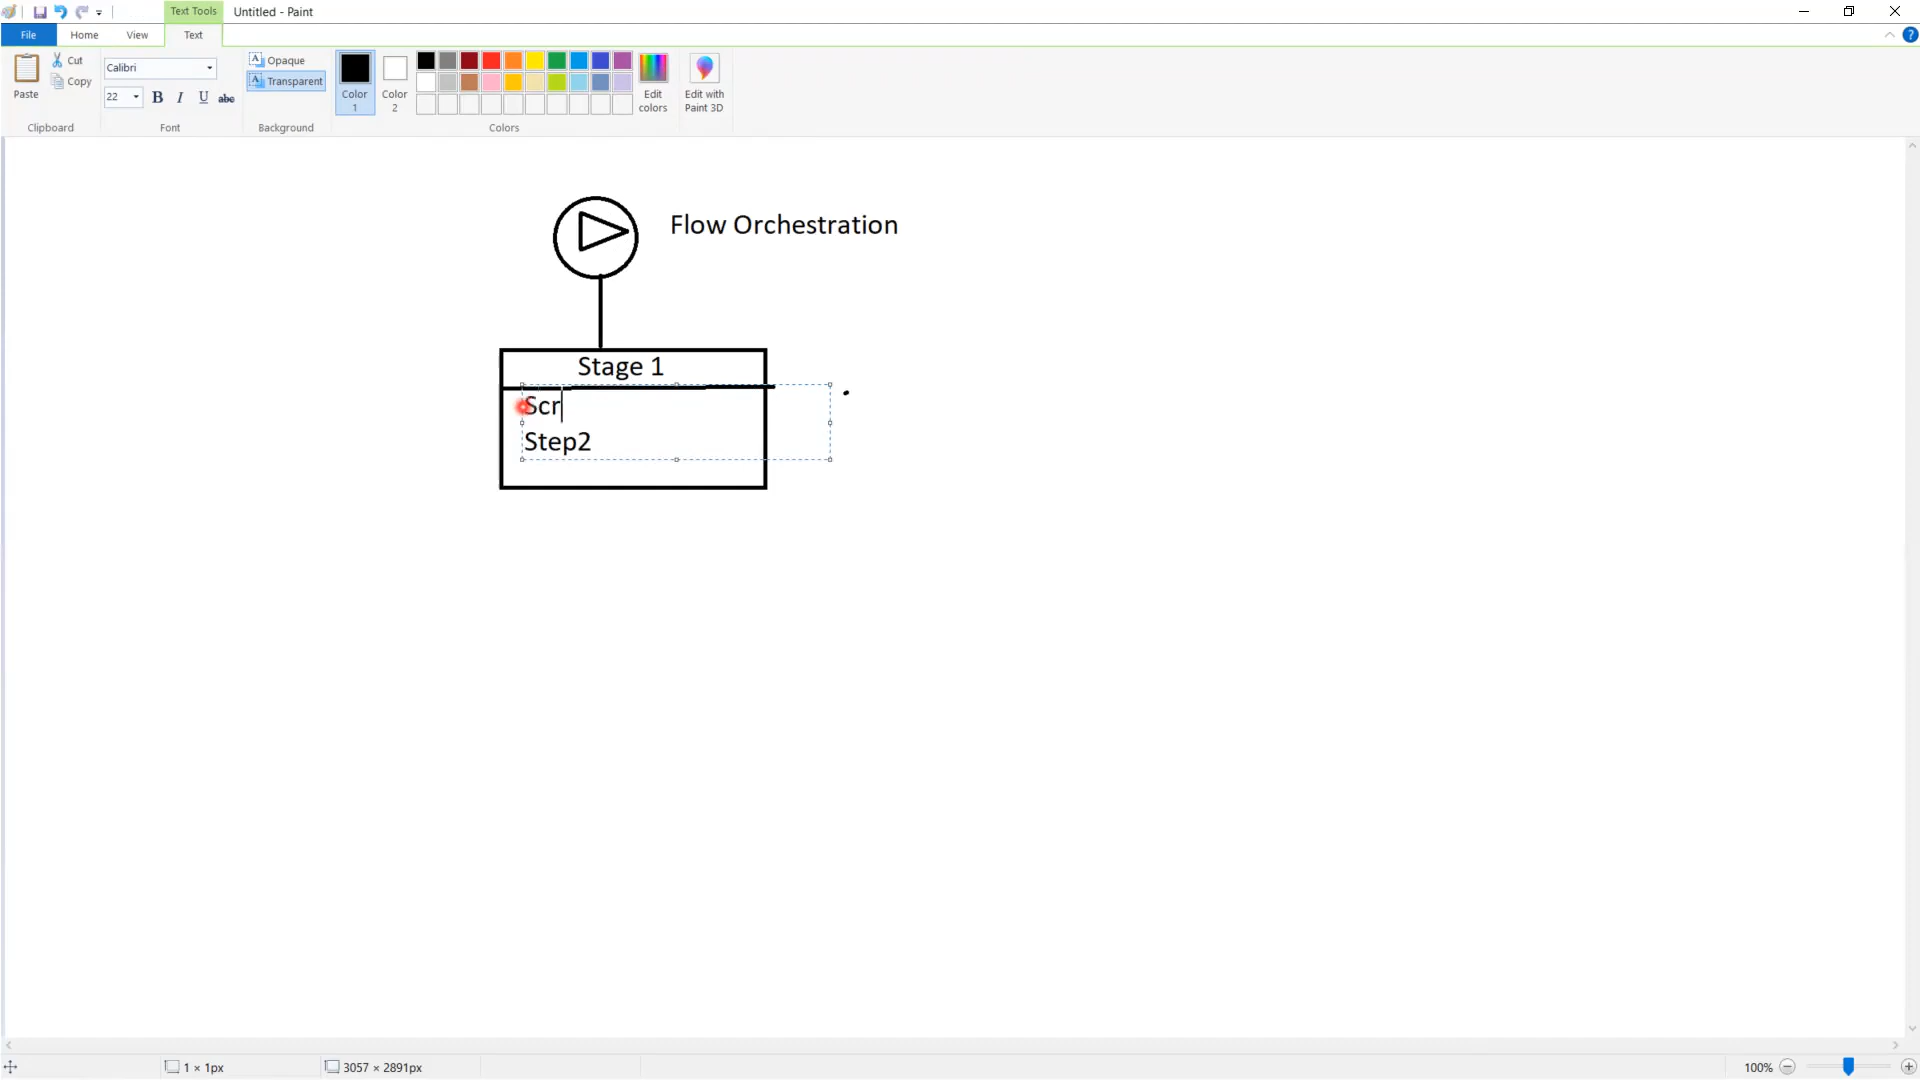 Text Tools
Untitled - Paint
File
Home
View
Text
Cut
Copy
Paste
Clipboard
Calibri
22
B I U abc
Font
Opaque
Transparent
Background
Color 1
Color 2
Edit colors
Edit with Paint 3D
Colors
Flow Orchestration
Stage 1
Scr
Step2
1 × 1px
3057 × 2891px
100%